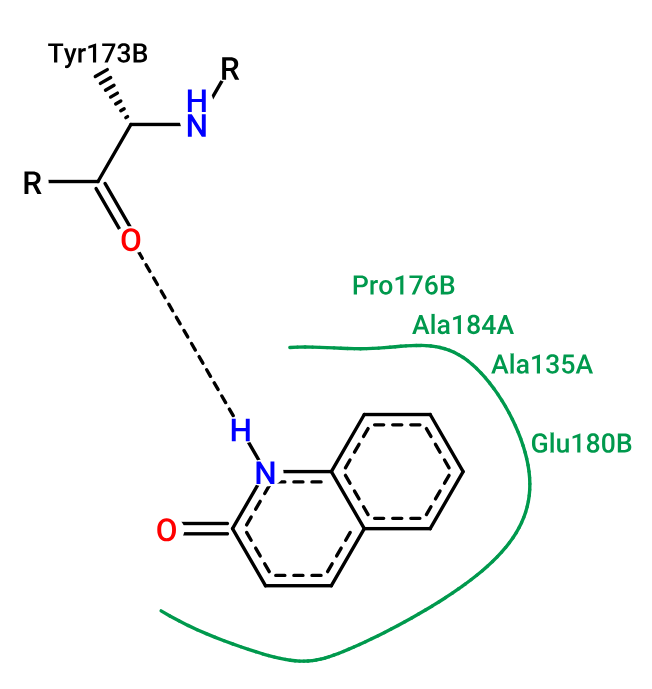 Tyr173B
R
H
N
R
O
Pro176B
Ala184A
Ala135A
H
Glu180B
N
O